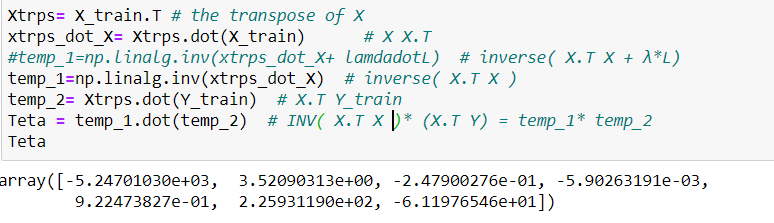 Xtrps= X_train.T # the transpose of X
xtrps_dot_X= Xtrps.dot(X_train)       # X X.T
#temp_1=np.linalg.inv(xtrps_dot_X+ lamdadotL)  # inverse( X.T X + λ*L)
temp_1=np.linalg.inv(xtrps_dot_X)  # inverse( X.T X )
temp_2= Xtrps.dot(Y_train)  # X.T Y_train
Teta = temp_1.dot(temp_2)  # INV( X.T X )* (X.T Y) = temp_1* temp_2
Teta
array([-5.24701030e+03,  3.52090313e+00, -2.47900276e-01, -5.90263191e-03,
        9.22473827e-01,  2.25931190e+02, -6.11976546e+01])